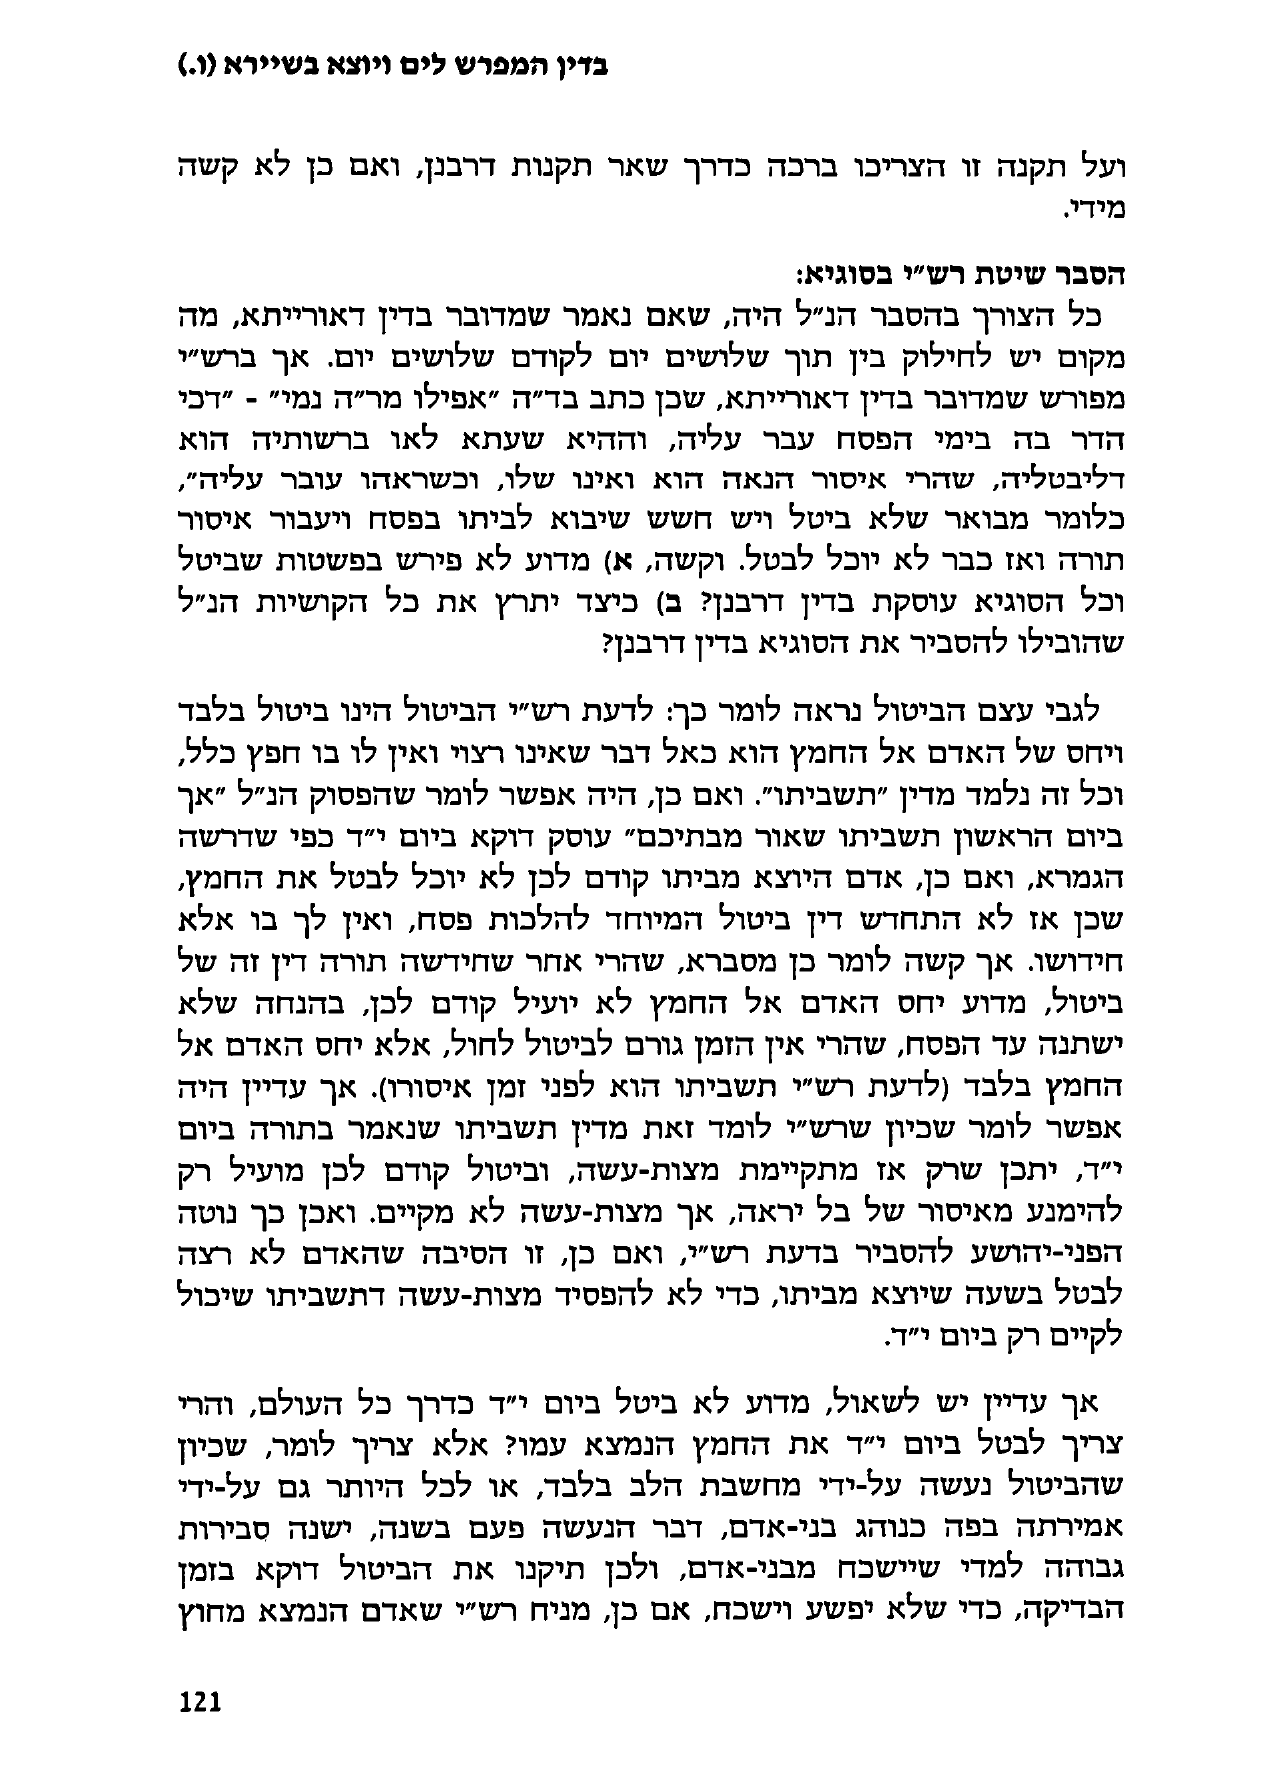 בדין המפרש לים ויוצא בשיירא (ו.)
ועל תקנה זו הצריכו ברכה כדרך שאר תקנות דרבנן, ואם כן לא קשה
מידי.
הסבר שיטת רש״י בסוגיא:
כל הצורך בהסבר הנ״ל היה, שאם נאמר שמדובר בדין דאורייתא, מה
מקום יש לחילוק בין תוך שלושים יום לקודם שלושים יום. אך ברש״י
מפורש שמדובר בדין דאורייתא, שכן כתב בד״ה ״אפילו מר״ה נמי״ - ״דכי
הדר בה בימי הפסח עבר עליה, וההיא שעתא לאו ברשותיה הוא
דליבטליה, שהרי איסור הנאה הוא ואינו שלו, וכשראהו עובר עליה״,
כלומר מבואר שלא ביטל ויש חשש שיבוא לביתו בפסח ויעבור איסור
תורה ואז כבר לא יוכל לבטל. וקשה, א) מדוע לא פירש בפשטות שביטל
וכל הסוגיא עוסקת בדין דרבנן? ב) כיצד יתרץ את כל הקושיות הנ״ל
שהובילו להסביר את הסוגיא בדין דרבנן?
לגבי עצם הביטול נראה לומר כך: לדעת רש״י הביטול הינו ביטול בלבד
ויחס של האדם אל החמץ הוא כאל דבר שאינו רצוי ואין לו בו חפץ כלל,
וכל זה נלמד מדין ״תשביתו״. ואם כן, היה אפשר לומר שהפסוק הנ״ל ״אך
ביום הראשון תשביתו שאור מבתיכם״ עוסק דוקא ביום י״ד כפי שדרשה
הגמרא, ואם כן, אדם היוצא מביתו קודם לכן לא יוכל לבטל את החמץ,
שכן אז לא התחדש דין ביטול המיוחד להלכות פסח, ואין לך בו אלא
חידושו. אך קשה לומר כן מסברא, שהרי אחר שחידשה תורה דין זה של
ביטול, מדוע יחס האדם אל החמץ לא יועיל קודם לכן, בהנחה שלא
ישתנה עד הפסח, שהרי אין הזמן גורם לביטול לחול, אלא יחס האדם אל
החמץ בלבד (לדעת רש״י תשביתו הוא לפני זמן איסורו). אך עדיין היה
אפשר לומר שכיון שרש״י לומד זאת מדין תשביתו שנאמר בתורה ביום
י״ד, יתכן שרק אז מתקיימת מצות-עשה, וביטול קודם לכן מועיל רק
להימנע מאיסור של בל יראה, אך מצות-עשה לא מקיים. ואכן כך נוטה
הפני-יהושע להסביר בדעת רש״י, ואם כן, זו הסיבה שהאדם לא רצה
לבטל בשעה שיוצא מביתו, כדי לא להפסיד מצות-עשה דתשביתו שיכול
לקיים רק ביום י״ד.
אך עדיין יש לשאול, מדוע לא ביטל ביום י״ד כדרך כל העולם, והרי
צריך לבטל ביום י״ד את החמץ הנמצא עמו? אלא צריך לומר, שכיון
שהביטול נעשה על-ידי מחשבת הלב בלבד, או לכל היותר גם על-ידי
אמירתה בפה כנוהג בני-אדם, דבר הנעשה פעם בשנה, ישנה סבירות
גבוהה למדי שיישכח מבני-אדם, ולכן תיקנו את הביטול דוקא בזמן
הבדיקה, כדי שלא יפשע וישכח, אם כן, מניח רש״י שאדם הנמצא מחוץ
121